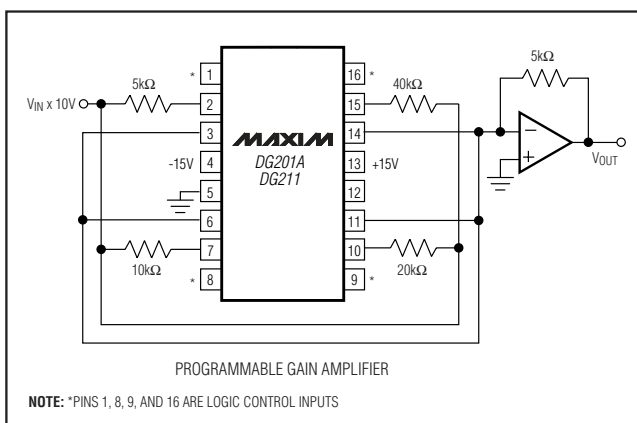 5kΩ
5kΩ
* 1
16 *
40kΩ
VIN x 10V
2
15
3
MAXIM
14
-15V
4
DG201A
13
+15V
VOUT
DG211
5
12
6
11
7
10
10kΩ
20kΩ
* 8
9 *
−
+
PROGRAMMABLE GAIN AMPLIFIER
NOTE: *PINS 1, 8, 9, AND 16 ARE LOGIC CONTROL INPUTS